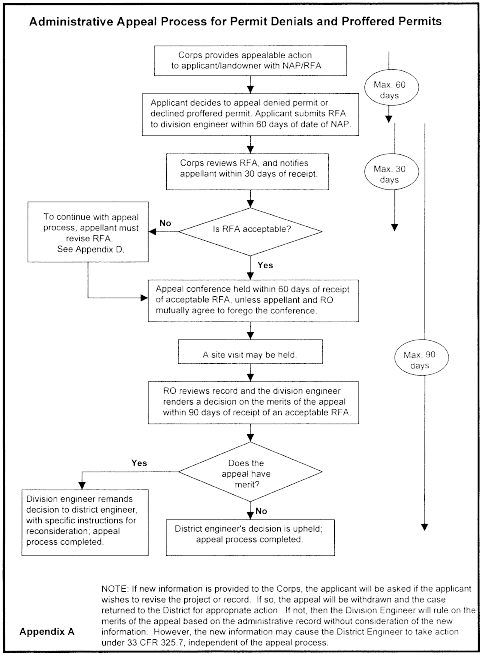 Administrative Appeal Process for Permit Denials and Proffered Permits
Corps provides appealable action
to applicant/landowner with NAP/RFA
Max. 60
days
Applicant decides to appeal denied permit or
declined proffered permit. Applicant submits RFA
to division engineer within 60 days of date of NAP.
Corps reviews RFA, and notifies
appellant within 30 days of receipt.
Max. 30
days
To continue with appeal
process, appellant must
revise RFA.
See Appendix D.
No
Is RFA acceptable?
Yes
Appeal conference held within 60 days of receipt
of acceptable RFA, unless appellant and RO
mutually agree to forego the conference.
A site visit may be held.
Max. 90
days
RO reviews record and the division engineer
renders a decision on the merits of the appeal
within 90 days of receipt of an acceptable RFA.
Yes
Does the
appeal have
merit?
No
Division engineer remands
decision to district engineer,
with specific instructions for
reconsideration; appeal
process completed.
District engineer's decision is upheld;
appeal process completed.
NOTE: If new information is provided to the Corps, the applicant will be asked if the applicant
wishes to revise the project or record. If so, the appeal will be withdrawn and the case
returned to the District for appropriate action. If not, then the Division Engineer will rule on the
merits of the appeal based on the administrative record without consideration of the new
information. However, the new information may cause the District Engineer to take action
under 33 CFR 325.7, independent of the appeal process.
Appendix A